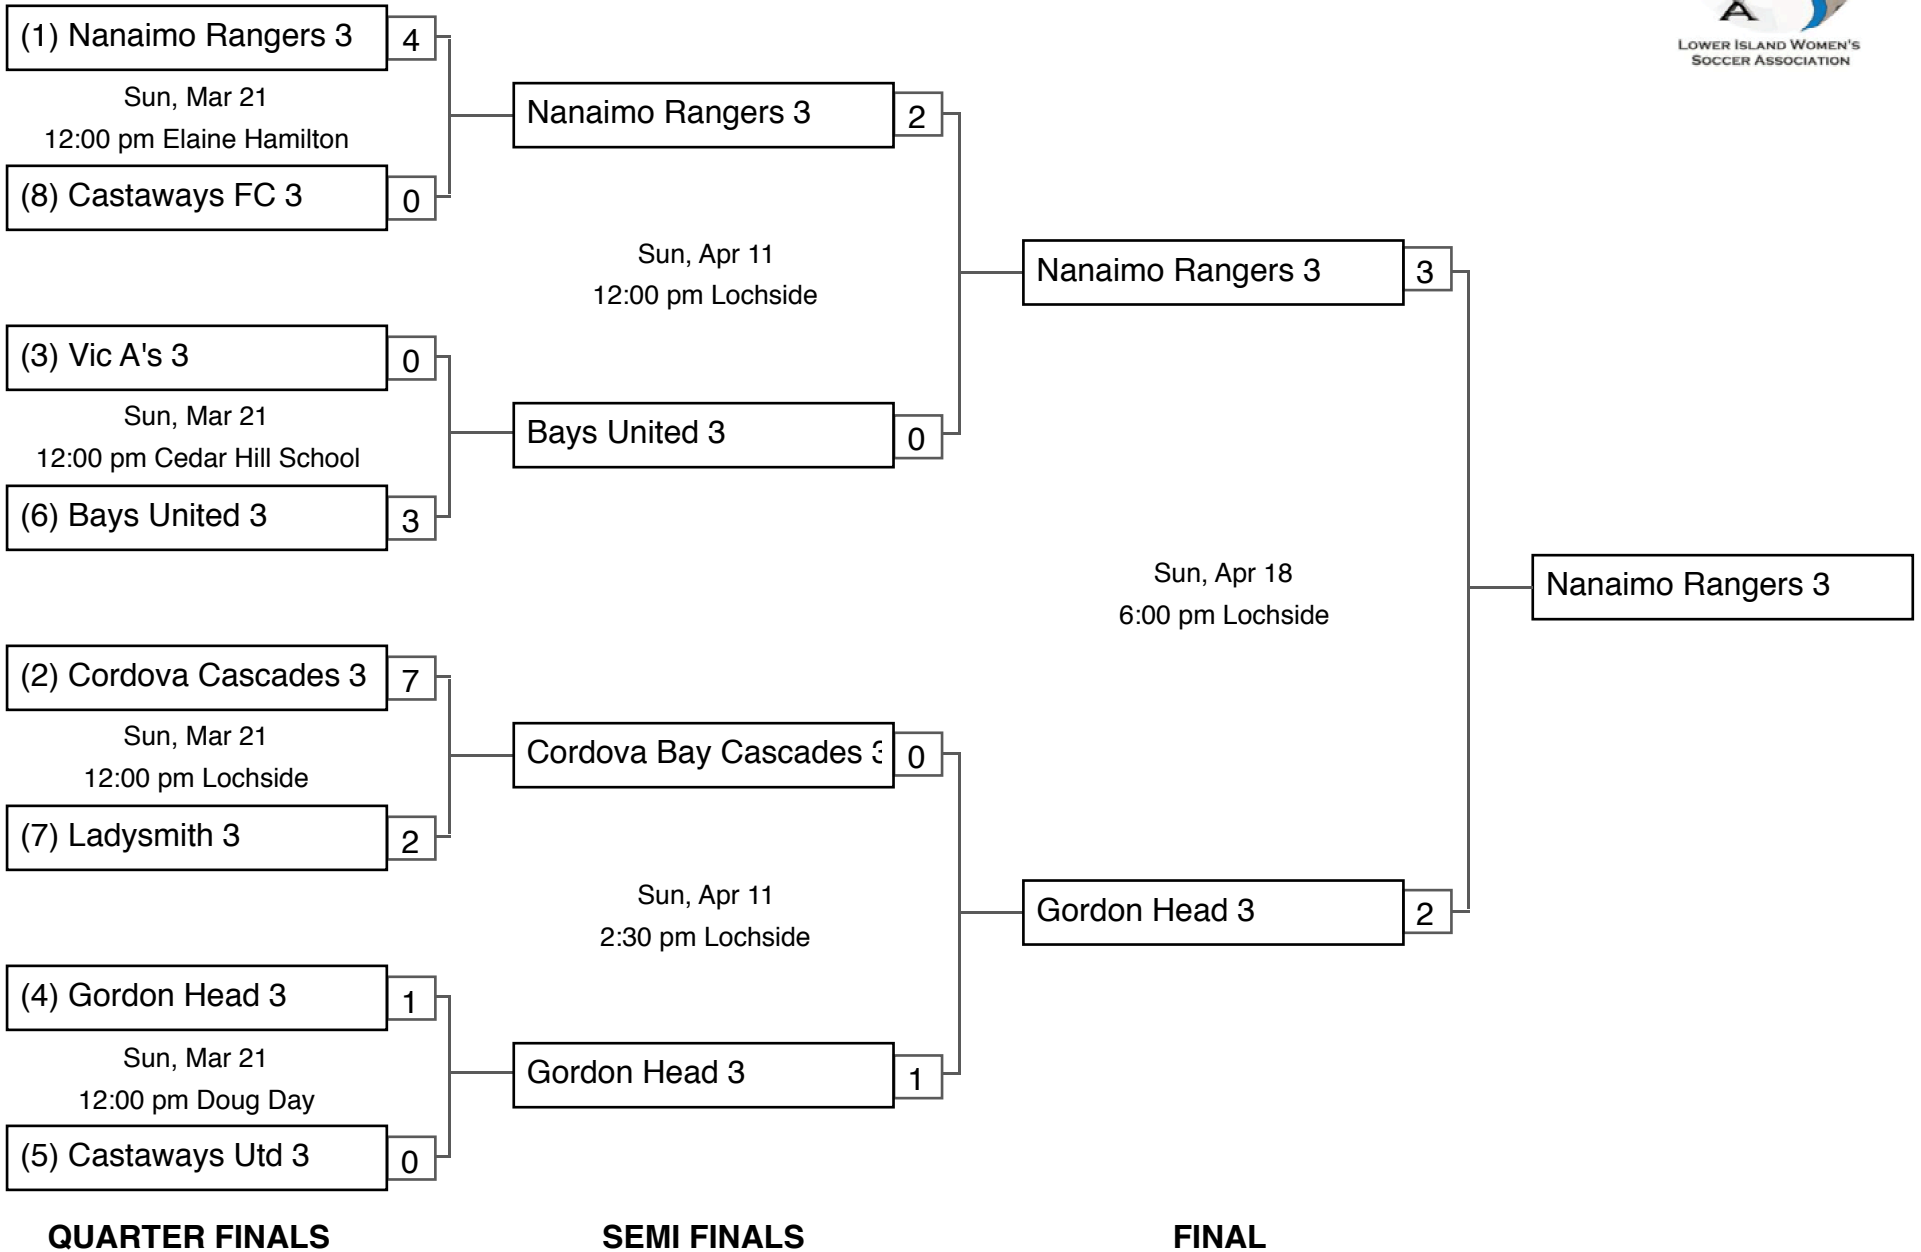 LOWER ISLAND WOMEN'S
SOCCER ASSOCIATION
(1) Nanaimo Rangers 3 4
Sun, Mar 21
12:00 pm Elaine Hamilton
(8) Castaways FC 3 0
(3) Vic A's 3 0
Sun, Mar 21
12:00 pm Cedar Hill School
(6) Bays United 3 3
(2) Cordova Cascades 3 7
Sun, Mar 21
12:00 pm Lochside
(7) Ladysmith 3 2
(4) Gordon Head 3 1
Sun, Mar 21
12:00 pm Doug Day
(5) Castaways Utd 3 0
QUARTER FINALS
Nanaimo Rangers 3 2
Sun, Apr 11
12:00 pm Lochside
Bays United 3 0
Cordova Bay Cascades 3 0
Sun, Apr 11
2:30 pm Lochside
Gordon Head 3 1
SEMI FINALS
Nanaimo Rangers 3 3
Sun, Apr 18
6:00 pm Lochside
Gordon Head 3 2
FINAL
Nanaimo Rangers 3